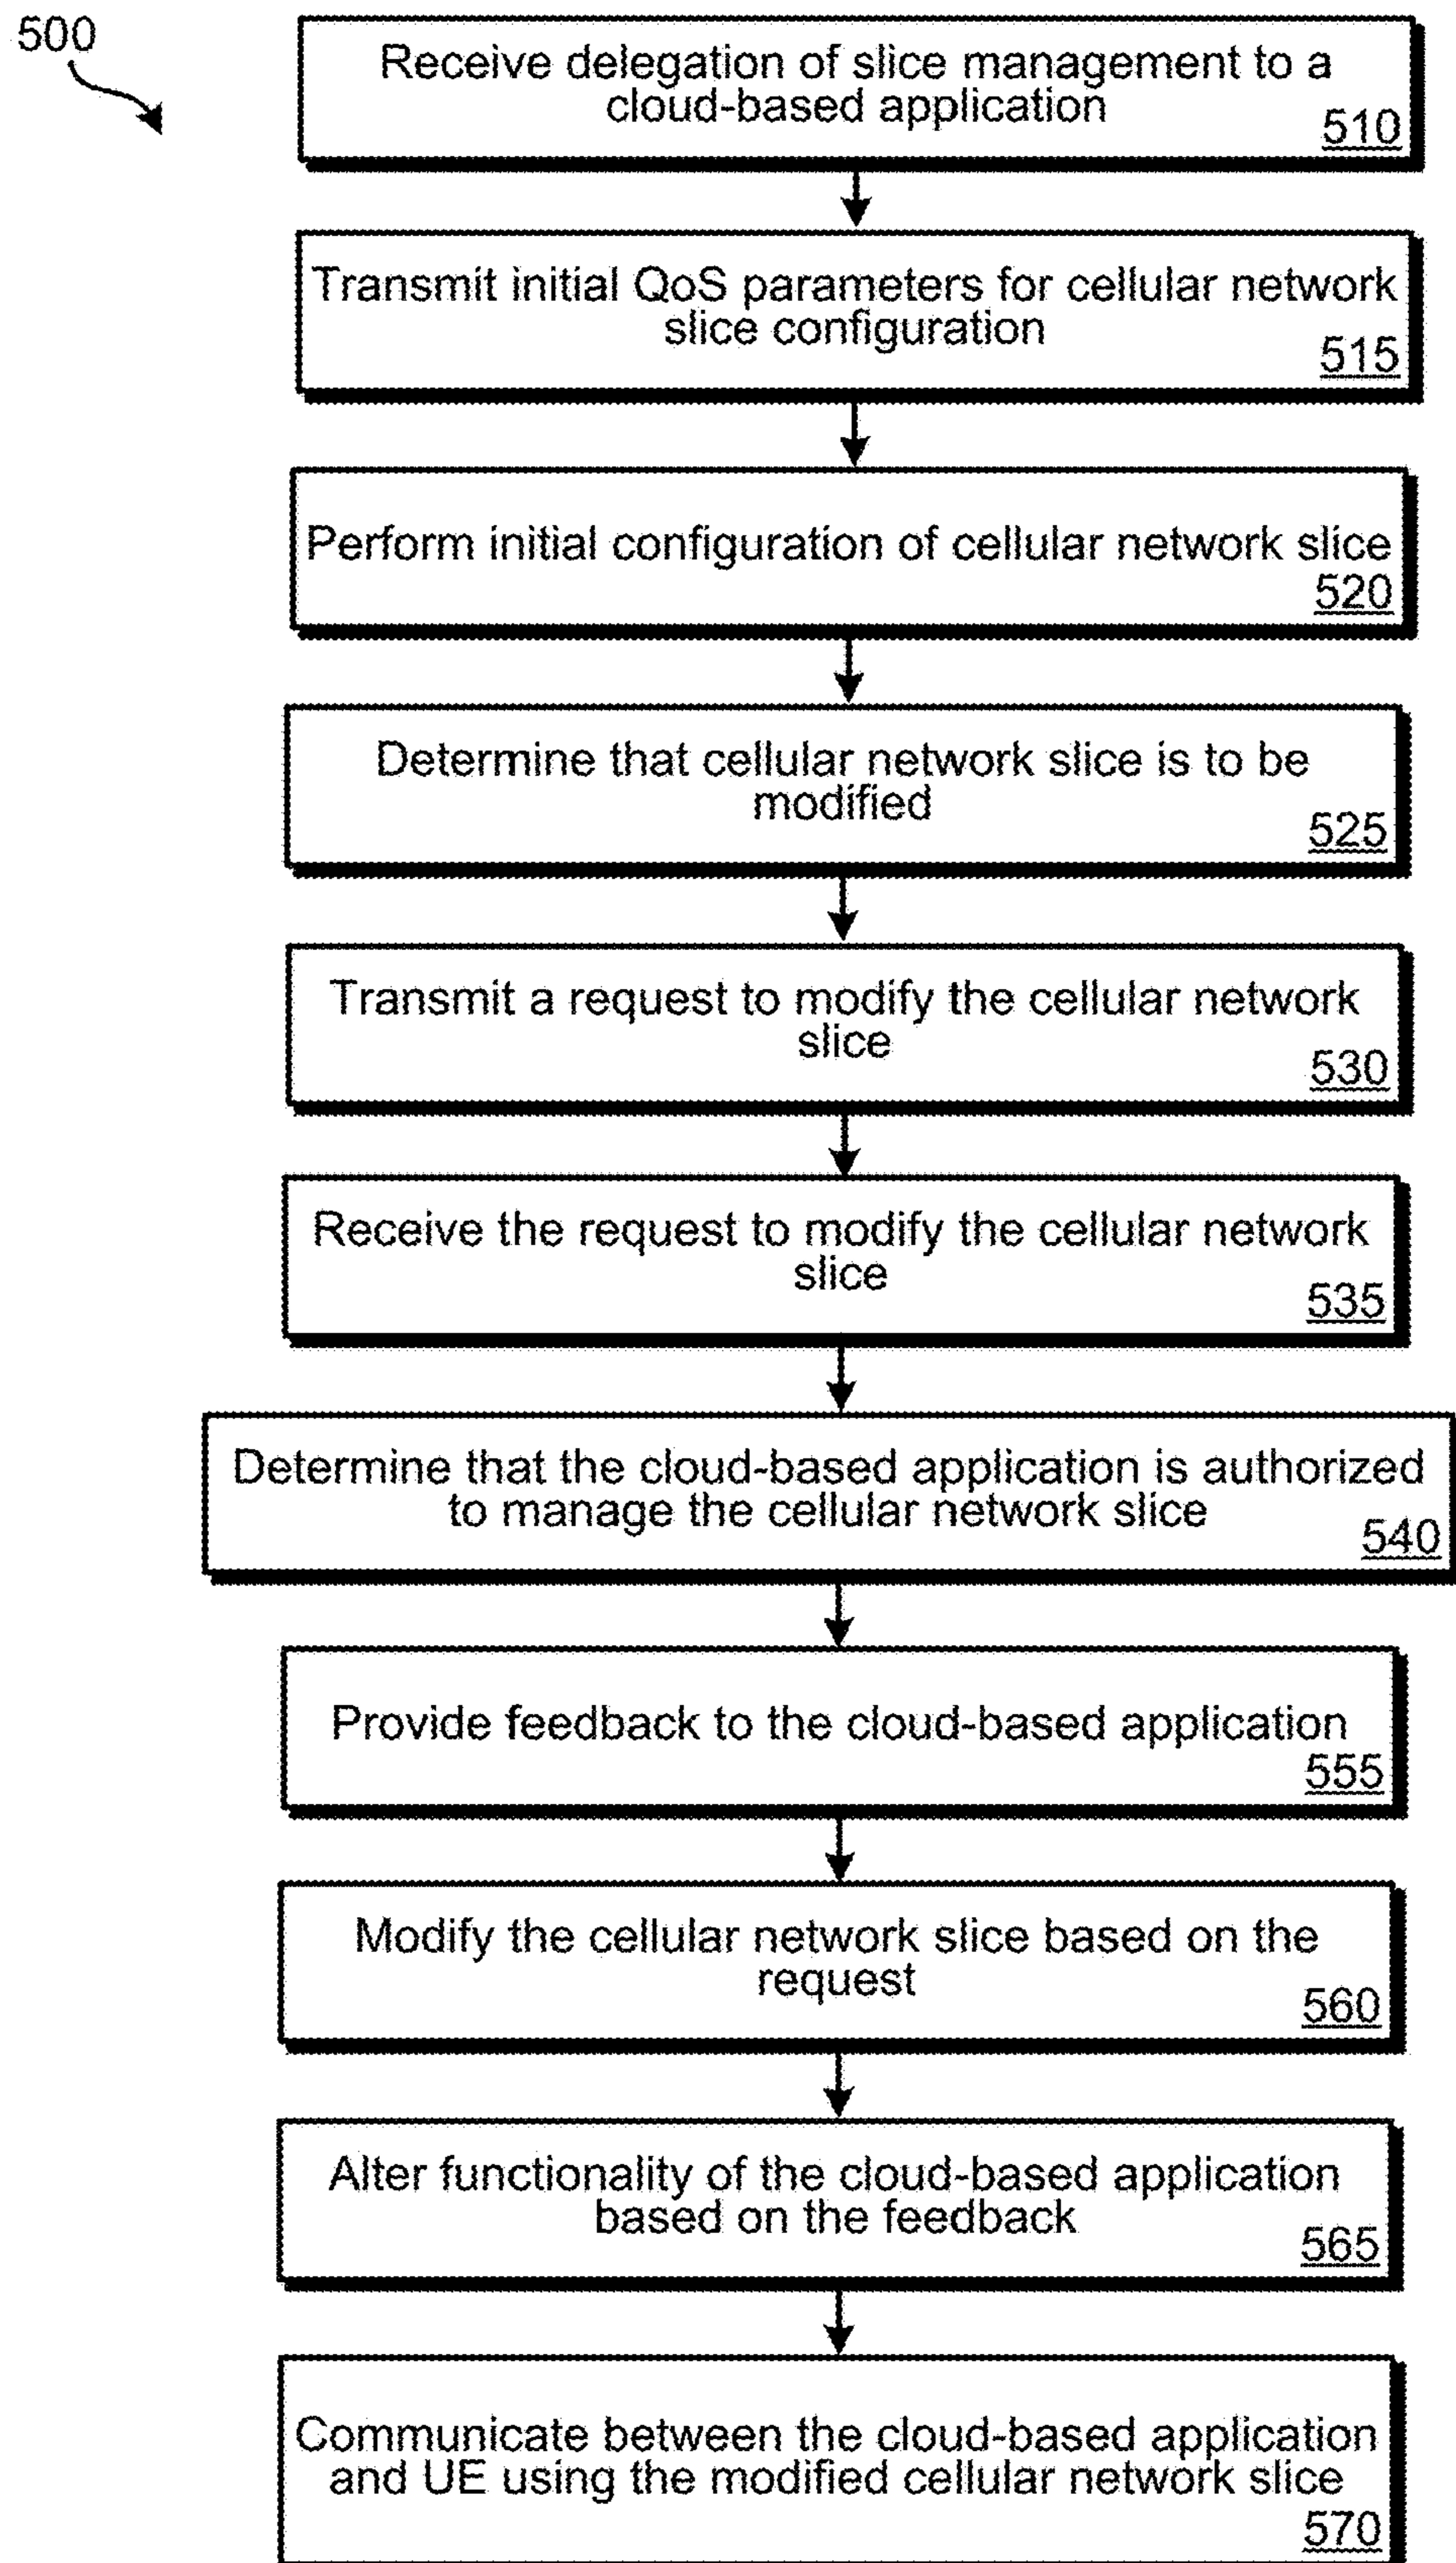 500
Receive delegation of slice management to a
cloud-based application
510
Transmit initial QoS parameters for cellular network
slice configuration
515
Perform initial configuration of cellular network slice
520
Determine that cellular network slice is to be
modified
525
Transmit a request to modify the cellular network
slice
530
Receive the request to modify the cellular network
slice
535
Determine that the cloud-based application is authorized
to manage the cellular network slice
540
Provide feedback to the cloud-based application
555
Modify the cellular network slice based on the
request
560
Alter functionality of the cloud-based application
based on the feedback
565
Communicate between the cloud-based application
and UE using the modified cellular network slice
570